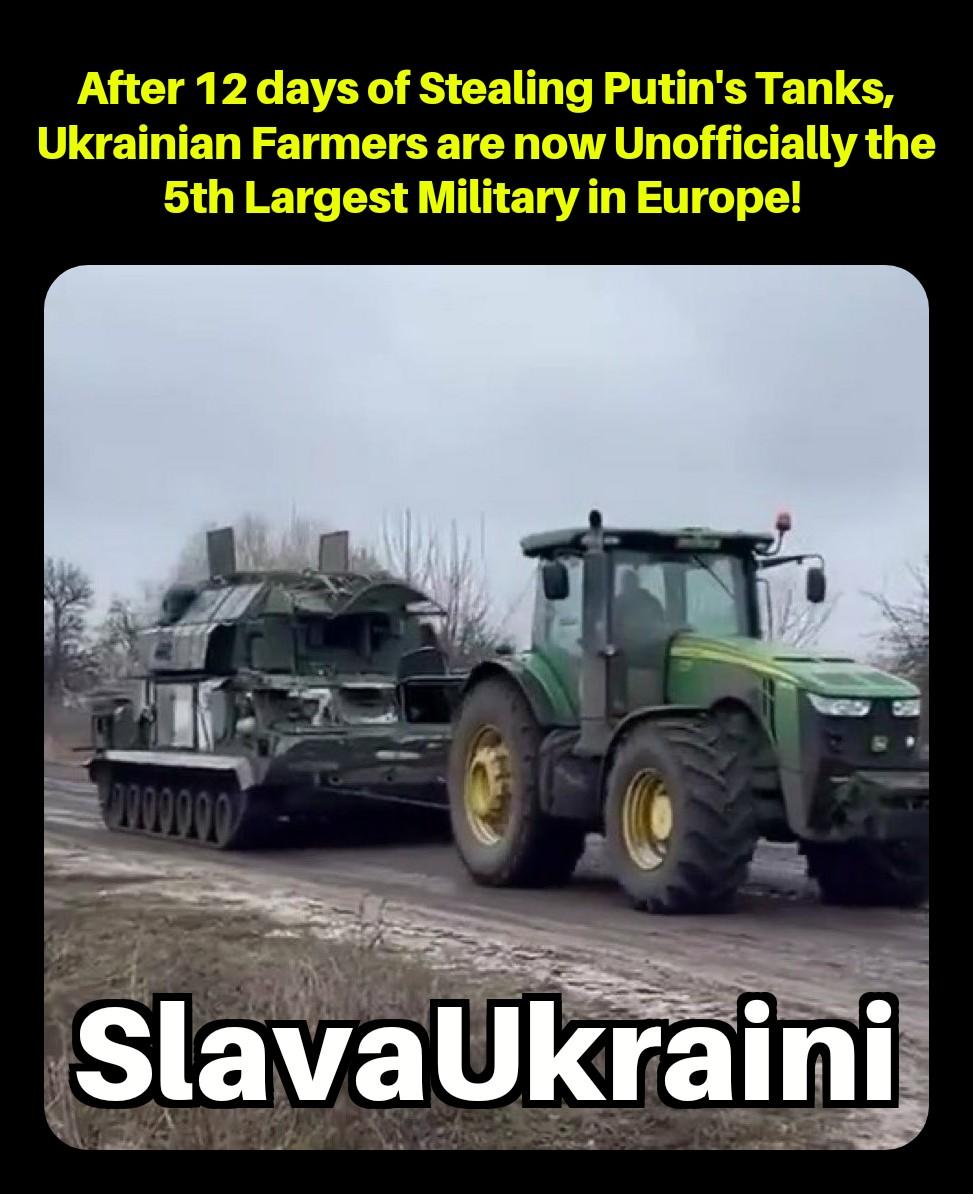 After 12 days of Stealing Putin's Tanks,
Ukrainian Farmers are now Unofficially the
5th Largest Military in Europe!
SlavaUkraini